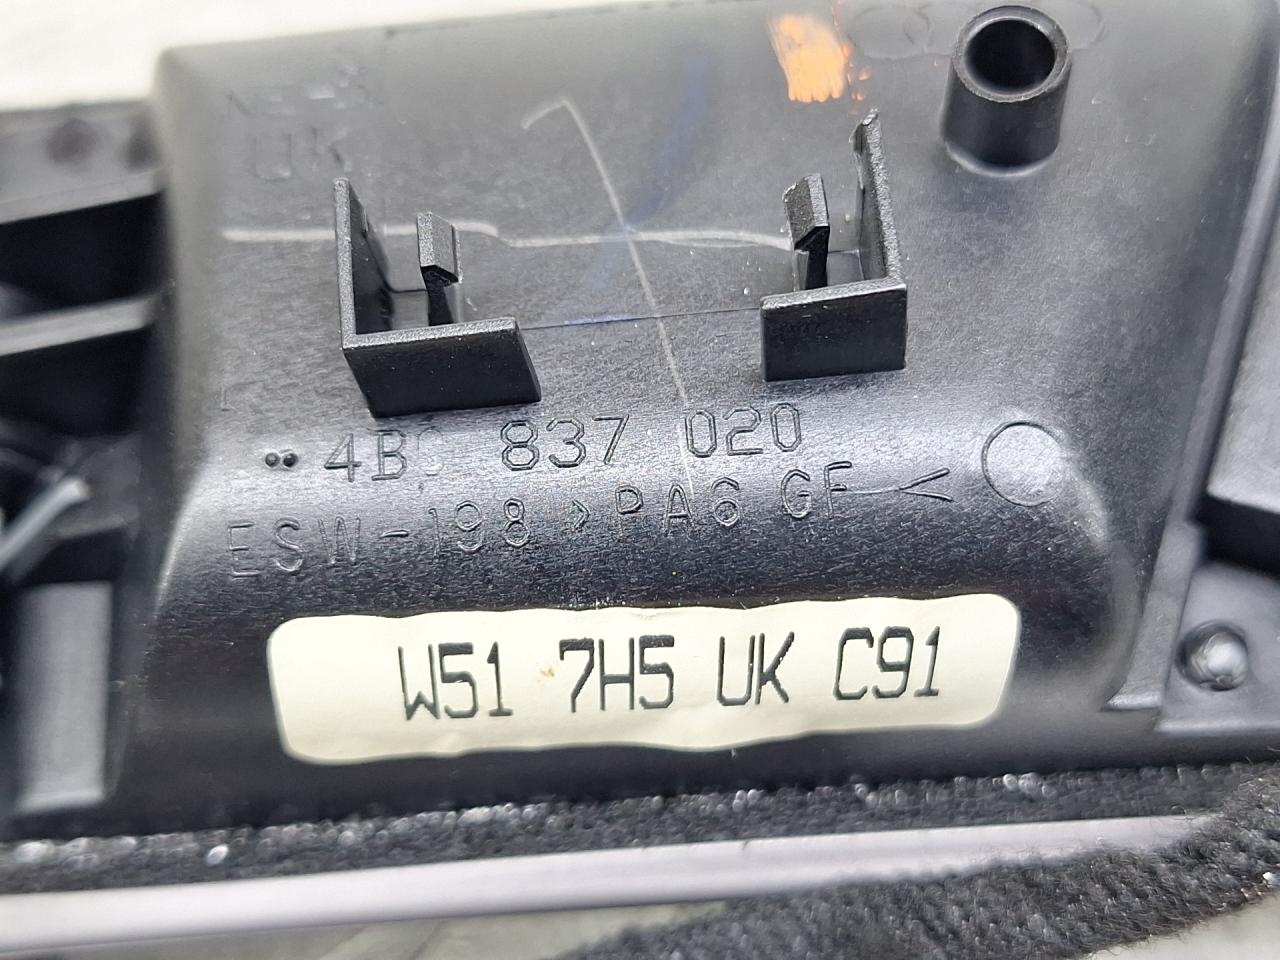 UK
4B0 837 020
ESW-198 >PA6 GF<
W51 7H5 UK C91